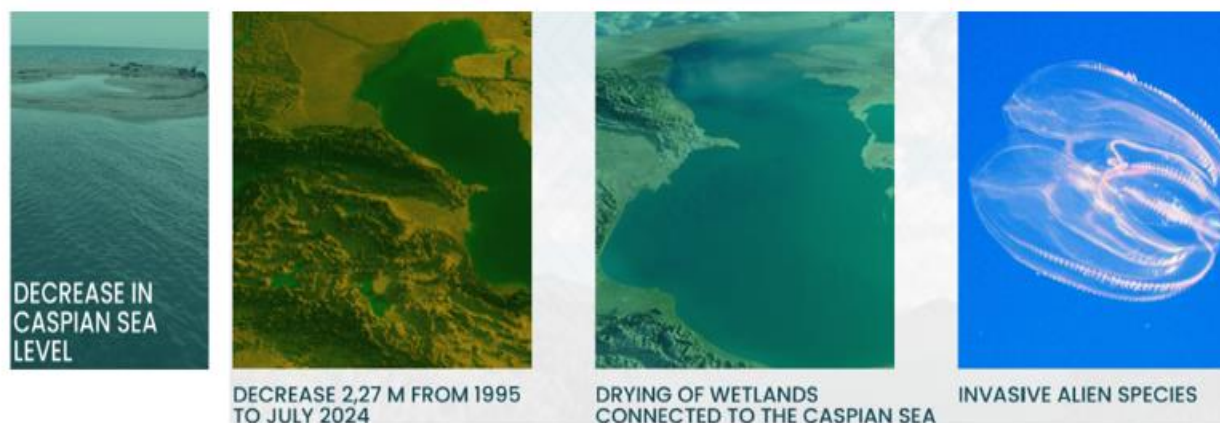 DECREASE IN
CASPIAN SEA
LEVEL
DECREASE 2,27 M FROM 1995
TO JULY 2024
DRYING OF WETLANDS
CONNECTED TO THE CASPIAN SEA
INVASIVE ALIEN SPECIES